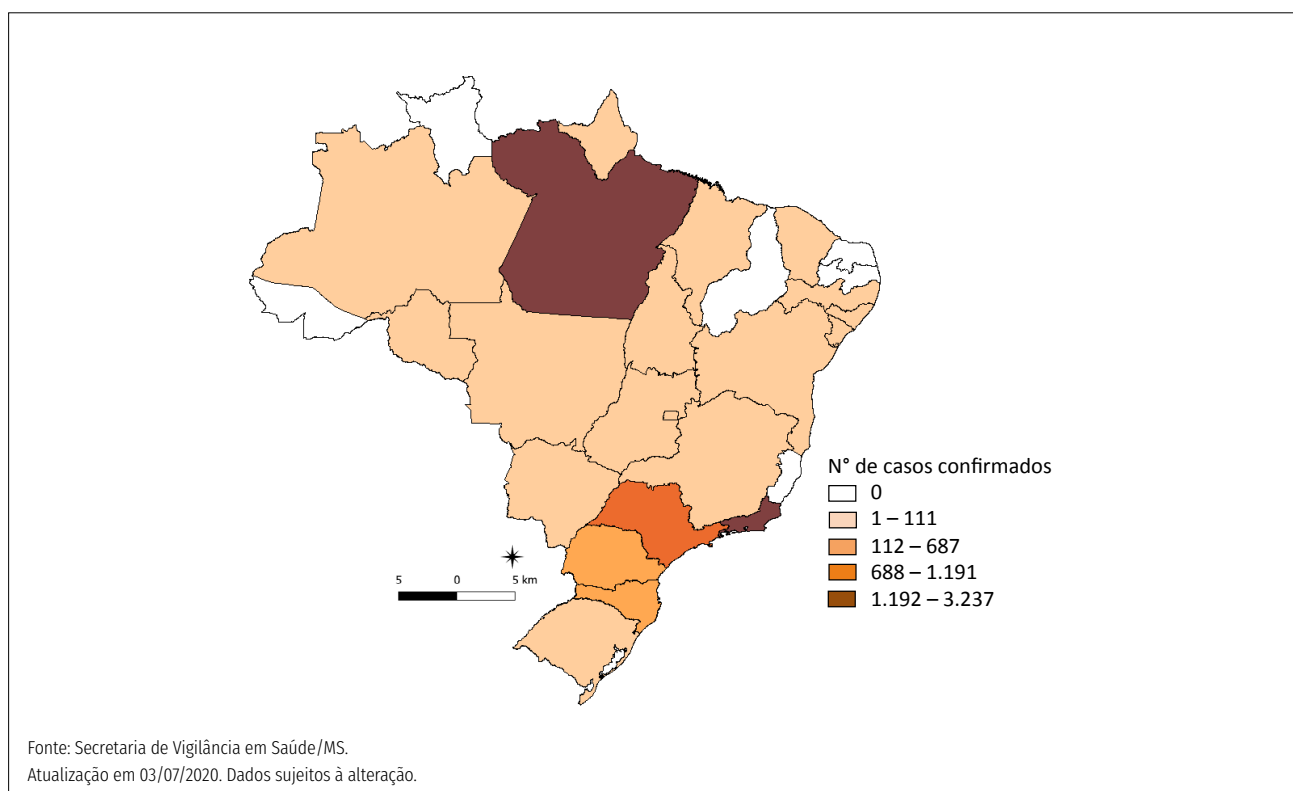 N° de casos confirmados
0
1 – 111
112 – 687
688 – 1.191
1.192 – 3.237
5 0 5 km
Fonte: Secretaria de Vigilância em Saúde/MS.
Atualização em 03/07/2020. Dados sujeitos à alteração.